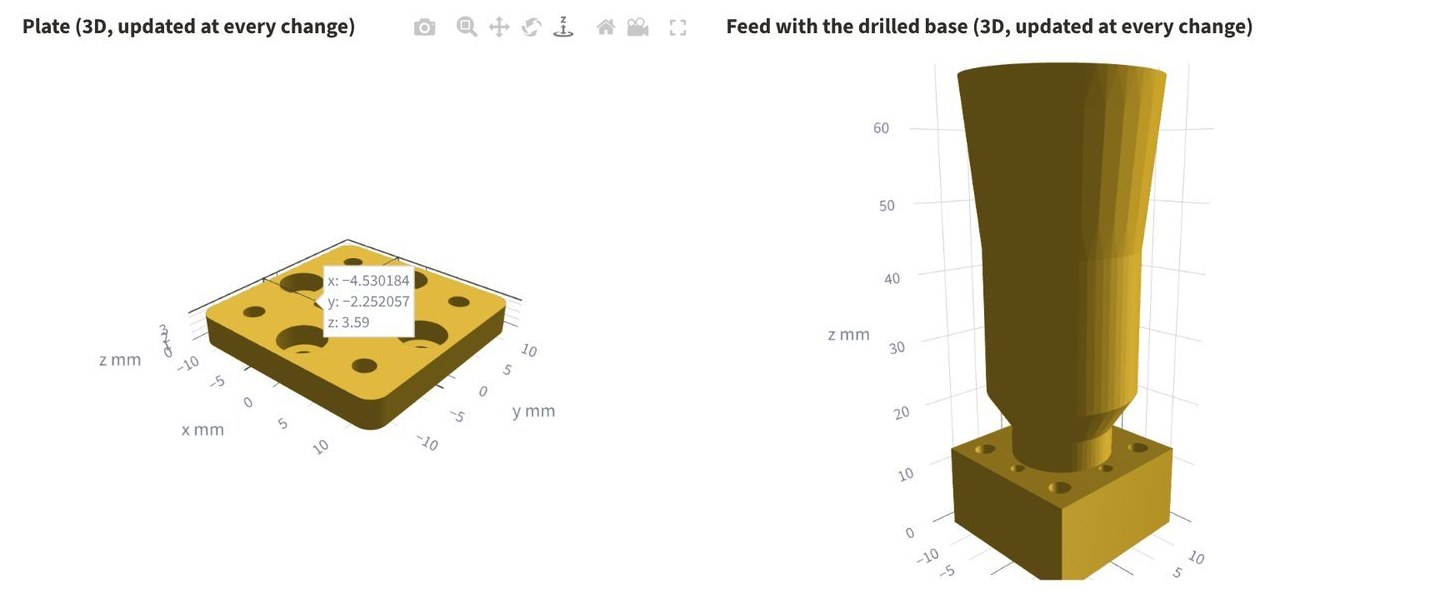 Plate (3D, updated at every change)
z
Feed with the drilled base (3D, updated at every change)
60
50
40
z mm
30
20
10
0
−10
−5
10
5
x: −4.530184
y: −2.252057
z: 3.59
3
0
z mm
−10
−5
0
5
10
x mm
10
5
0
−5
−10
y mm